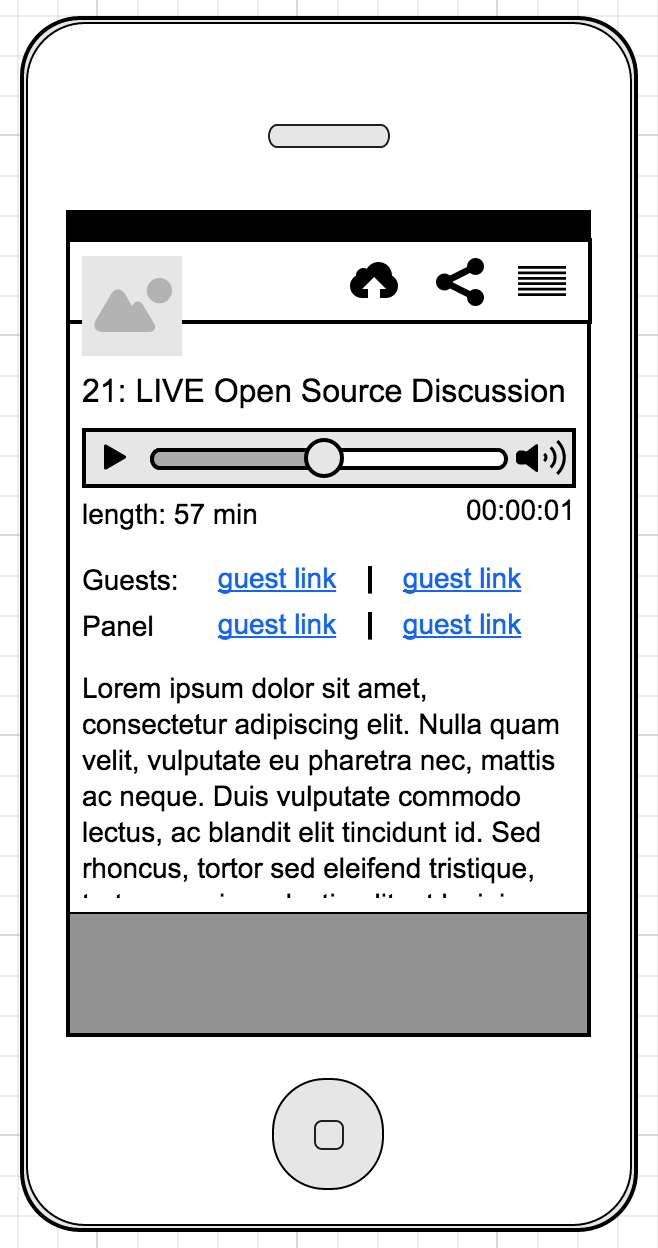 21: LIVE Open Source Discussion
length: 57 min 00:00:01
Guests: guest link | guest link
Panel guest link | guest link
Lorem ipsum dolor sit amet,
consectetur adipiscing elit. Nulla quam
velit, vulputate eu pharetra nec, mattis
ac neque. Duis vulputate commodo
lectus, ac blandit elit tincidunt id. Sed
rhoncus, tortor sed eleifend tristique,